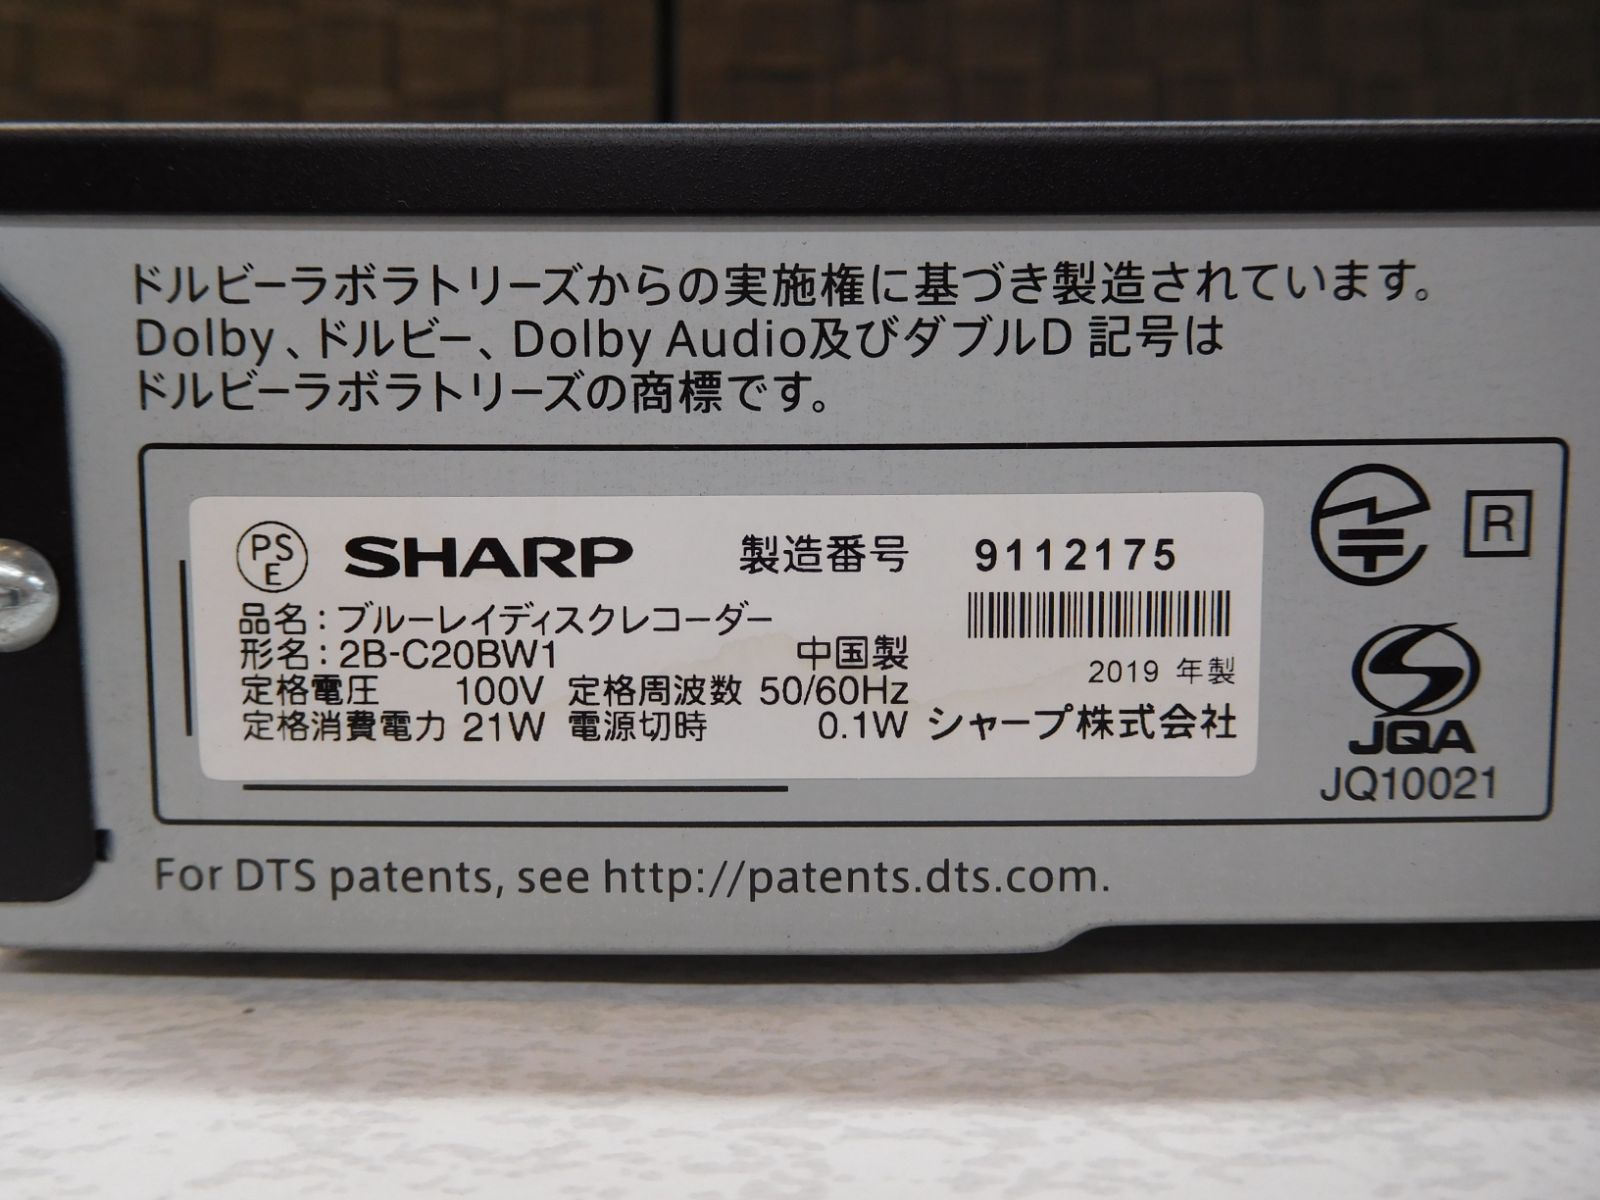 ドルビーラボラトリーズからの実施権に基づき製造されています。
Dolby、ドルビー、Dolby Audio及びダブルD 記号は
ドルビーラボラトリーズの商標です。
PS
E
SHARP 製造番号 9112175
品名：ブルーレイディスクレコーダー
形名：2B-C20BW1 中国製
2019 年製
定格電圧 100V 定格周波数 50/60Hz
定格消費電力 21W 電源切時 0.1W シャープ株式会社
R
JQA
JQ10021
For DTS patents, see http://patents.dts.com.